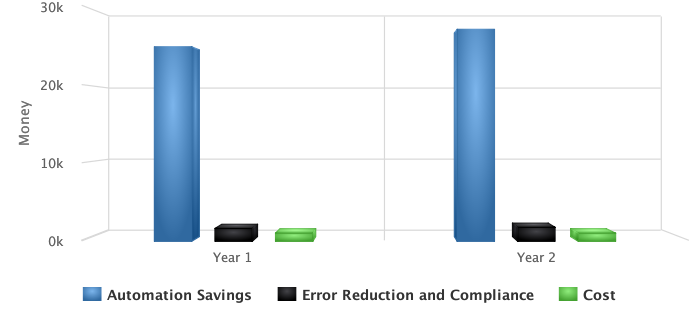 30k
20k
10k
0k
Money
Year 1
Year 2
Automation Savings
Error Reduction and Compliance
Cost